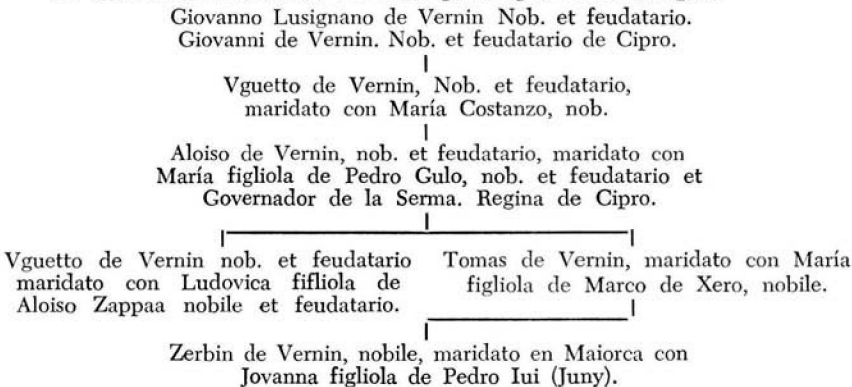 Giovanno Lusignano de Vernin Nob. et feudatario.
Giovanni de Vernin. Nob. et feudatario de Cipro.
Vguetto de Vernin, Nob. et feudatario,
maridato con María Costanzo, nob.
Aloiso de Vernin, nob. et feudatario, maridato con
María figliola de Pedro Gulo, nob. et feudatario et
Governador de la Serma. Regina de Cipro.
Vguetto de Vernin nob. et feudatario
maridato con Ludovica fifliola de
Aloiso Zappaa nobile et feudatario.
Tomas de Vernin, maridato con María
figliola de Marco de Xero, nobile.
Zerbin de Vernin, nobile, maridato en Maiorca con
Jovanna figliola de Pedro Iui (Juny).